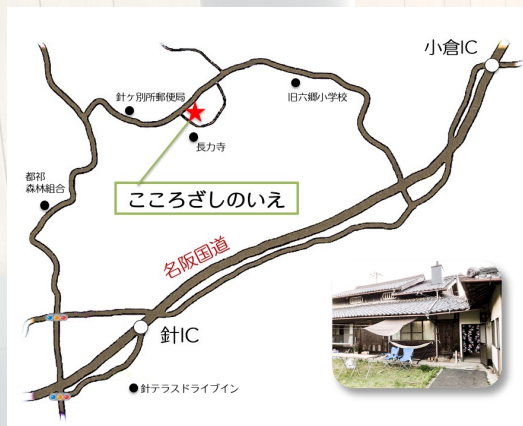 小倉IC
針ヶ別所郵便局
旧六郷小学校
長力寺
都祁
森林組合
こころざしのいえ
名阪国道
針IC
針テラスドライブイン